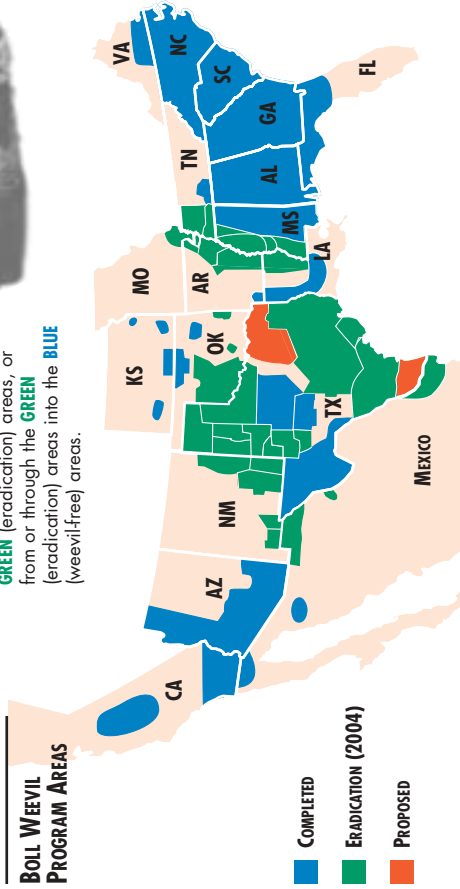 GREEN (eradication) areas, or
from or through the GREEN
(eradication) areas into the BLUE
(weevil-free) areas.
BOLL WEEVIL
PROGRAM AREAS
COMPLETED
ERADICATION (2004)
PROPOSED
CA
AZ
NM
KS
OK
TX
MO
AR
LA
MS
TN
AL
GA
SC
NC
VA
FL
MEXICO